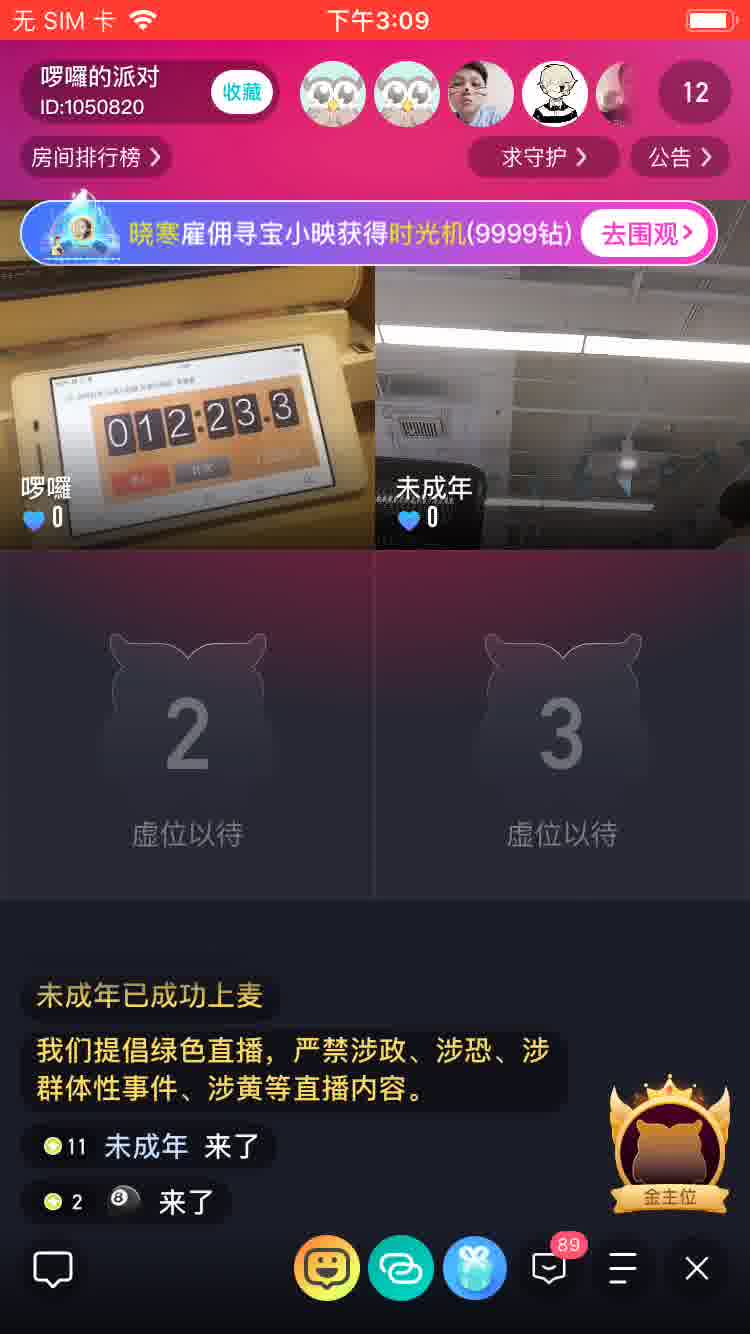 无 SIM 卡
下午3:09
啰囉的派对
ID:1050820
收藏
12
房间排行榜
求守护
公告
晓寒雇佣寻宝小映获得时光机(9999钻)
去围观
012:23.3
啰囉
0
未成年
0
2
虚位以待
3
虚位以待
未成年已成功上麦
我们提倡绿色直播，严禁涉政、涉恐、涉
群体性事件、涉黄等直播内容。
11 未成年 来了
2 8 来了
金主位
89